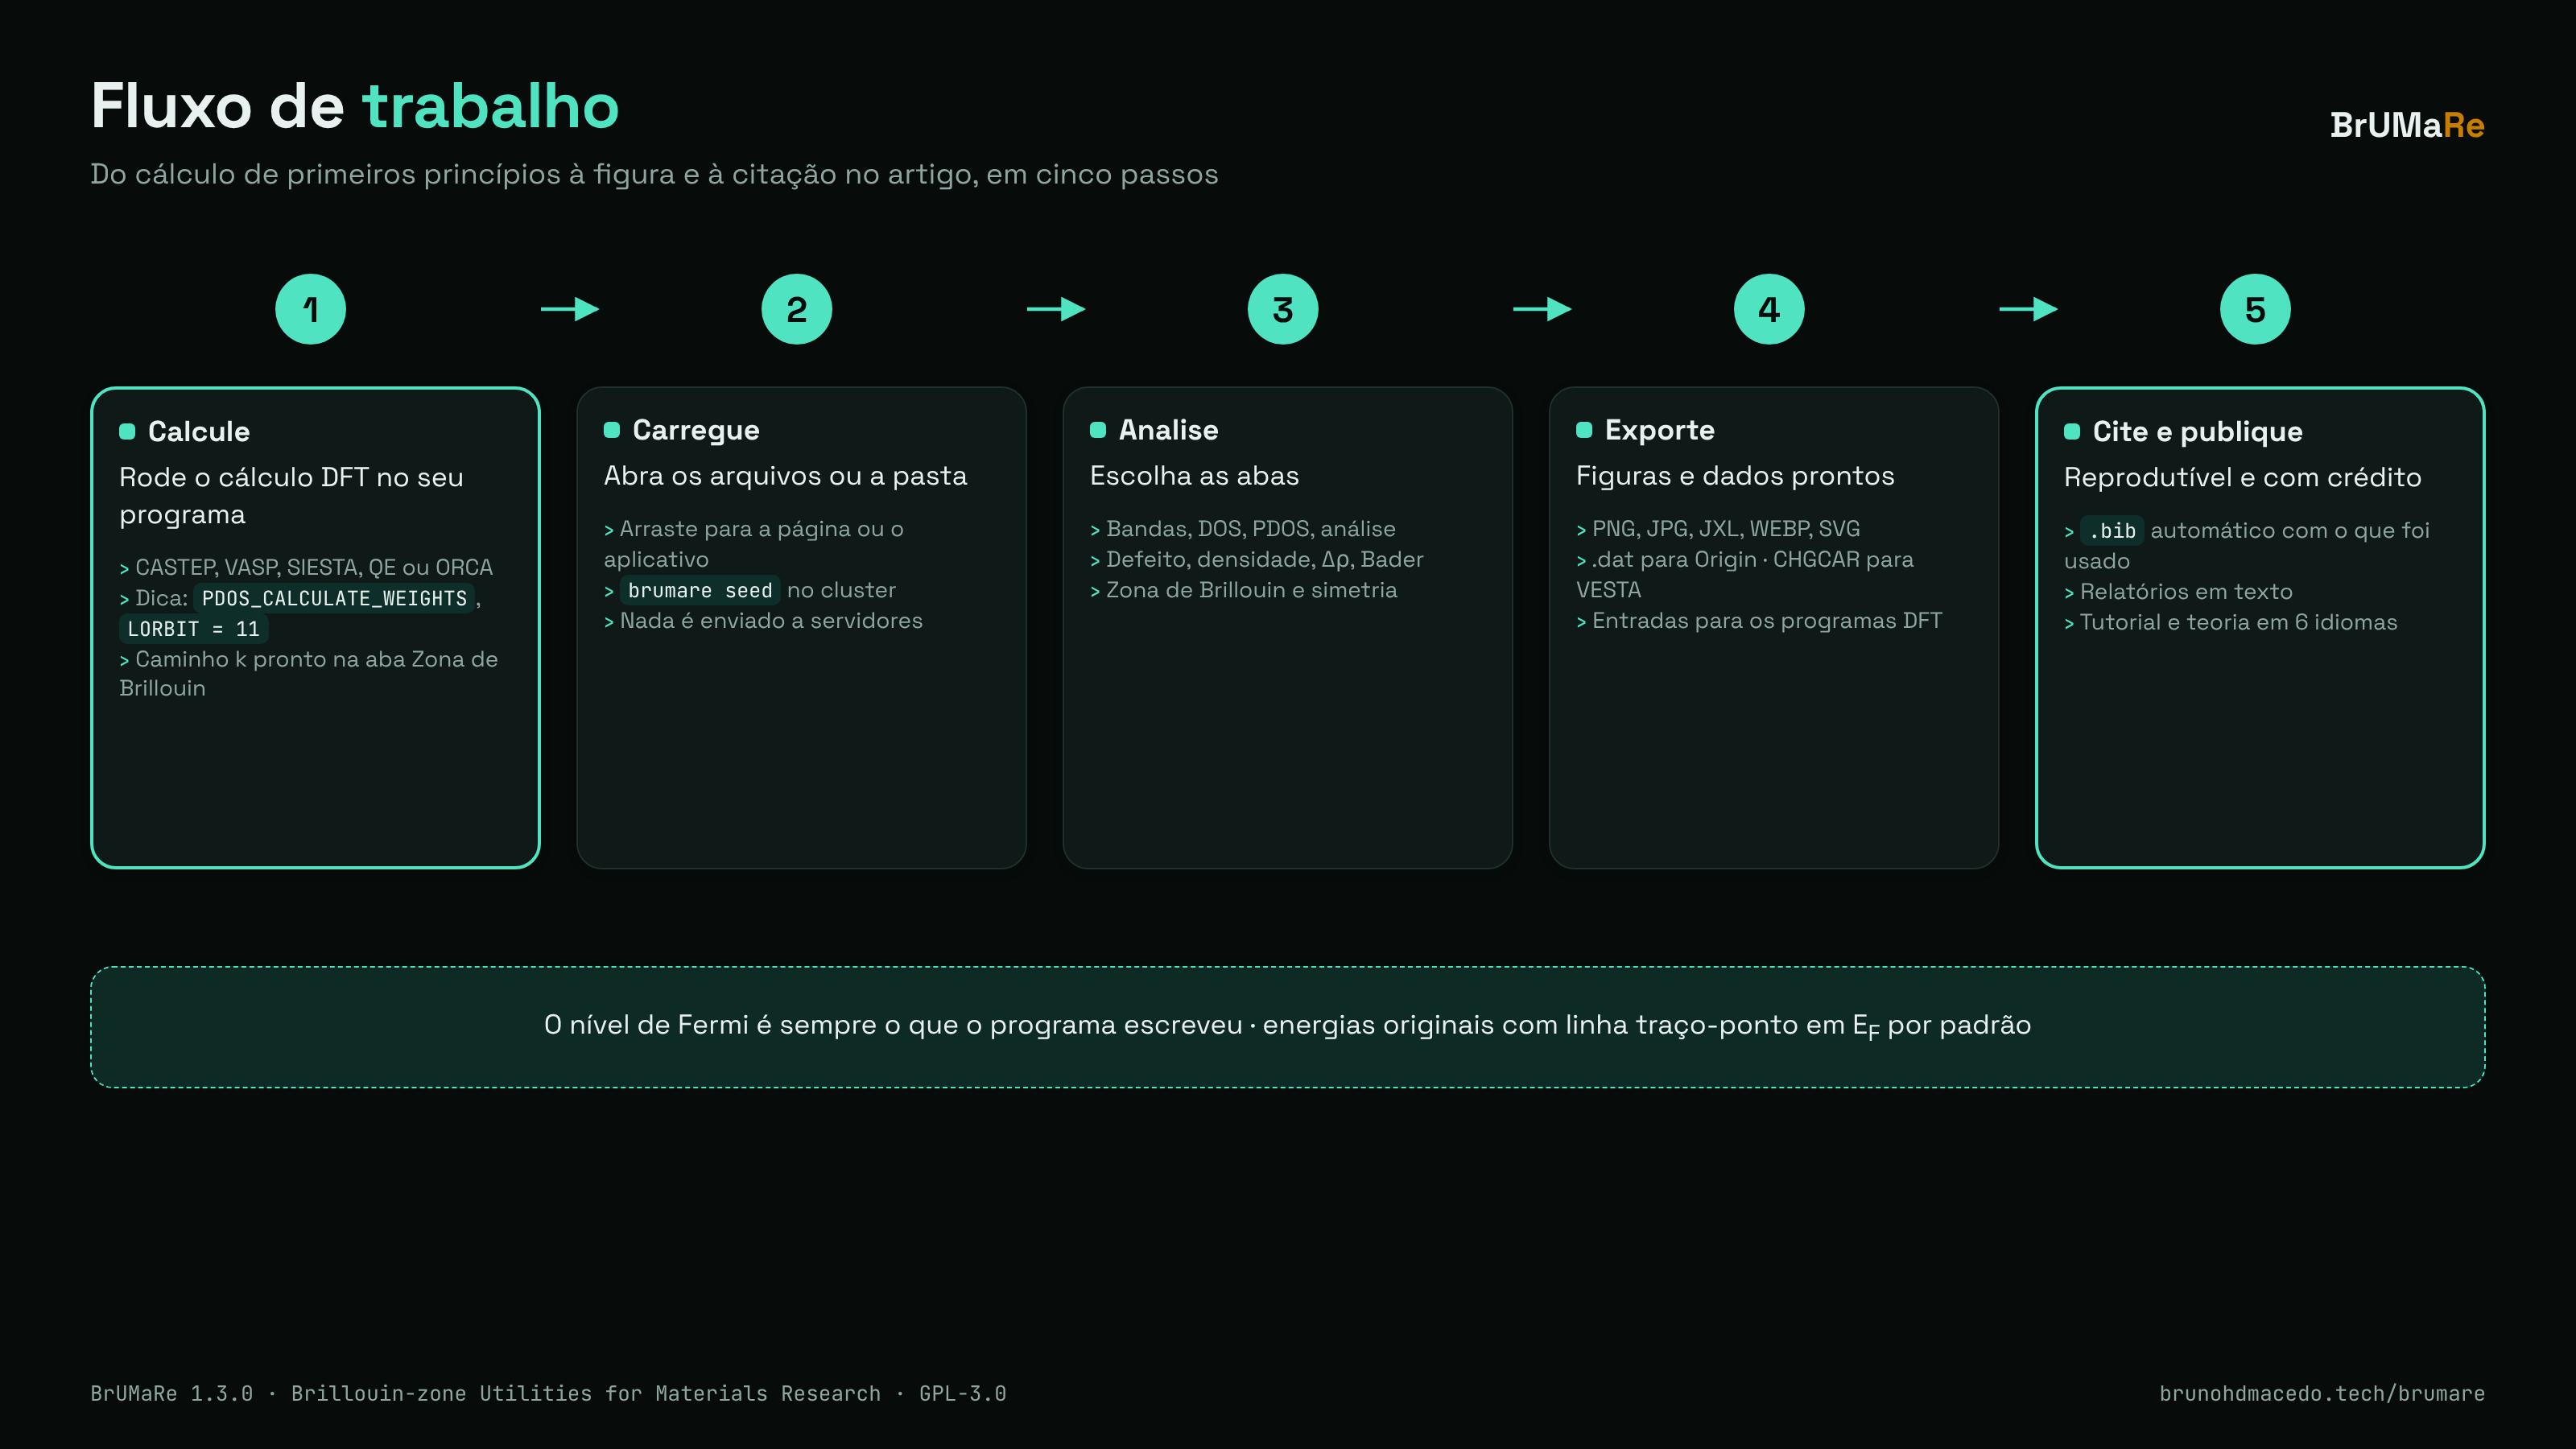 Fluxo de trabalho
BrUMaRe
Do cálculo de primeiros princípios à figura e à citação no artigo, em cinco passos
1
2
3
4
5
Calcule
Rode o cálculo DFT no seu
programa
> CASTEP, VASP, SIESTA, QE ou ORCA
> Dica: PDOS_CALCULATE_WEIGHTS,
LORBIT = 11
> Caminho k pronto na aba Zona de
Brillouin
Carregue
Abra os arquivos ou a pasta
> Arraste para a página ou o
aplicativo
> brumare seed no cluster
> Nada é enviado a servidores
Analise
Escolha as abas
> Bandas, DOS, PDOS, análise
> Defeito, densidade, Δρ, Bader
> Zona de Brillouin e simetria
Exporte
Figuras e dados prontos
> PNG, JPG, JXL, WEBP, SVG
> .dat para Origin · CHGCAR para
VESTA
> Entradas para os programas DFT
Cite e publique
Reprodutível e com crédito
> .bib automático com o que foi
usado
> Relatórios em texto
> Tutorial e teoria em 6 idiomas
O nível de Fermi é sempre o que o programa escreveu · energias originais com linha traço-ponto em EF por padrão
BrUMaRe 1.3.0 · Brillouin-zone Utilities for Materials Research · GPL-3.0
brunohdmacedo.tech/brumare